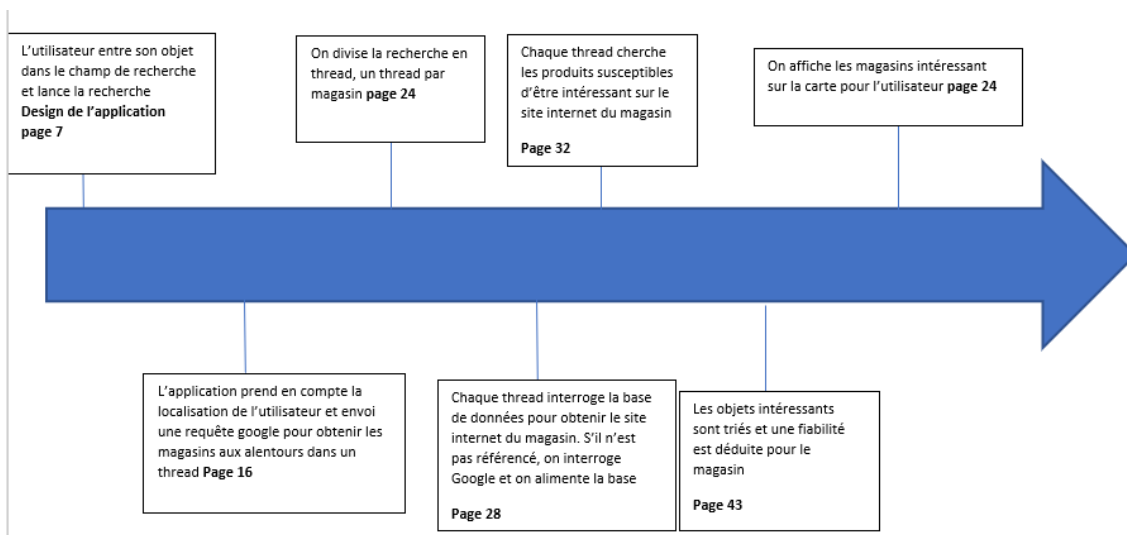 L'utilisateur entre son objet
dans le champ de recherche
et lance la recherche
Design de l'application
page 7
On divise la recherche en
thread, un thread par
magasin page 24
Chaque thread cherche
les produits susceptibles
d'être intéressant sur le
site internet du magasin
Page 32
On affiche les magasins intéressant
sur la carte pour l'utilisateur page 24
L'application prend en compte la
localisation de l'utilisateur et envoi
une requête google pour obtenir les
magasins aux alentours dans un
thread Page 16
Chaque thread interroge la base
de données pour obtenir le site
internet du magasin. S'il n'est
pas référencé, on interroge
Google et on alimente la base
Page 28
Les objets intéressants
sont triés et une fiabilité
est déduite pour le
magasin
Page 43